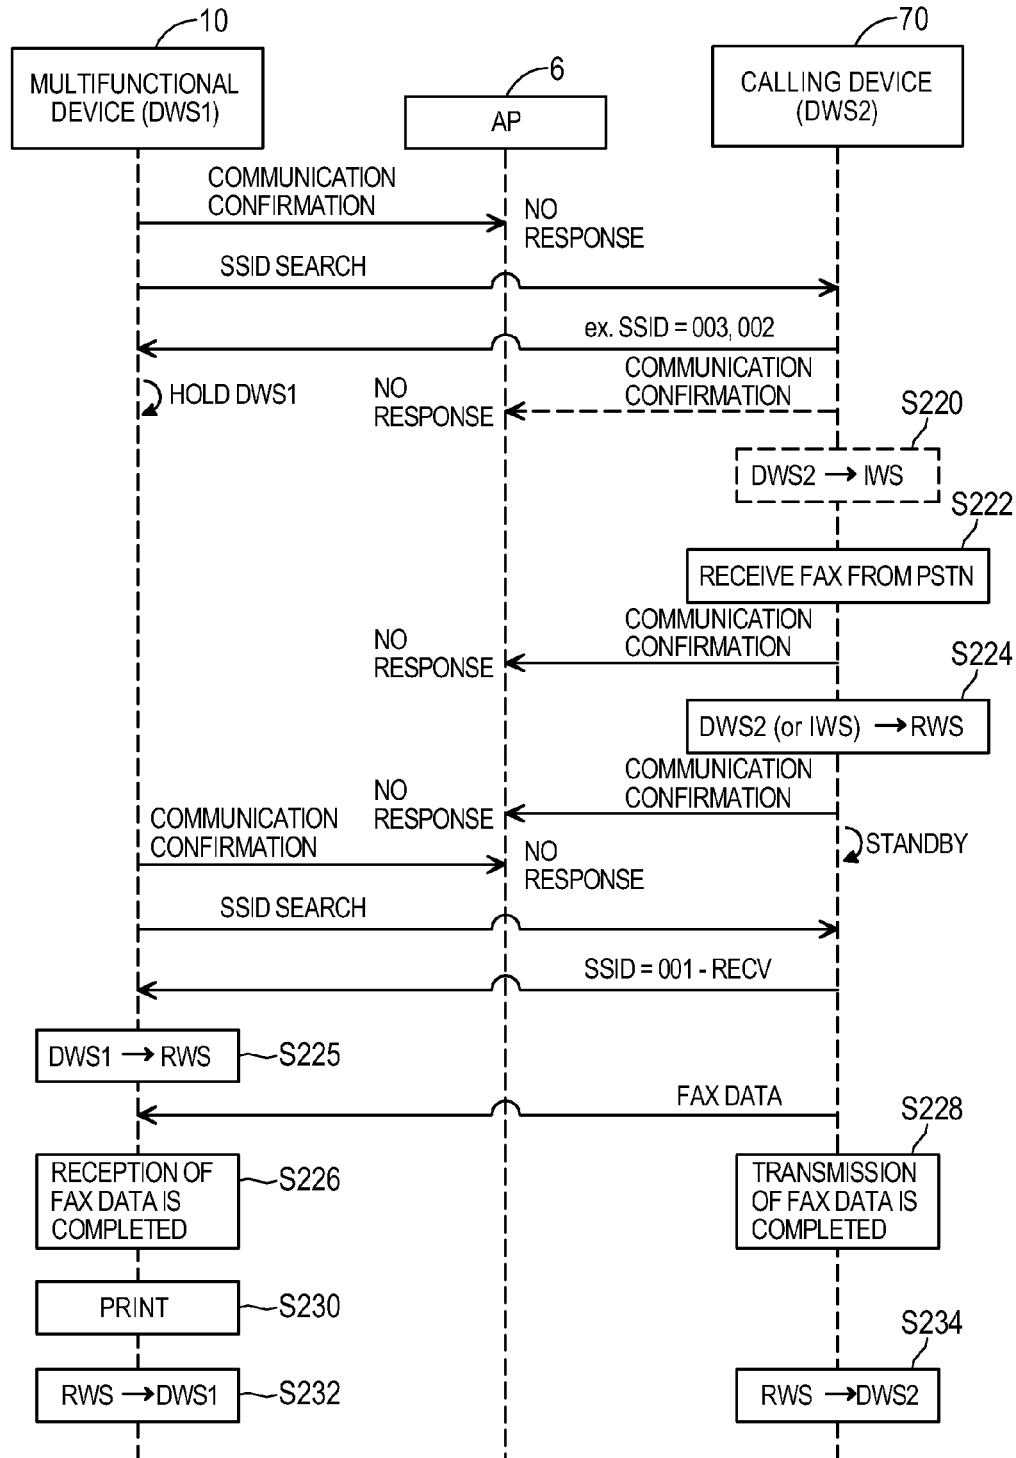 10
6
70
MULTIFUNCTIONAL
DEVICE (DWS1)
AP
CALLING DEVICE
(DWS2)
COMMUNICATION
CONFIRMATION
NO
RESPONSE
SSID SEARCH
ex. SSID = 003, 002
HOLD DWS1
NO
RESPONSE
COMMUNICATION
CONFIRMATION
S220
DWS2 → IWS
S222
RECEIVE FAX FROM PSTN
COMMUNICATION
CONFIRMATION
NO
RESPONSE
S224
DWS2 (or IWS) → RWS
COMMUNICATION
CONFIRMATION
NO
RESPONSE
STANDBY
COMMUNICATION
CONFIRMATION
NO
RESPONSE
SSID SEARCH
SSID = 001 - RECV
DWS1 → RWS
S225
FAX DATA
S228
RECEPTION OF
FAX DATA IS
COMPLETED
S226
TRANSMISSION
OF FAX DATA IS
COMPLETED
PRINT
S230
S234
RWS → DWS1
S232
RWS → DWS2